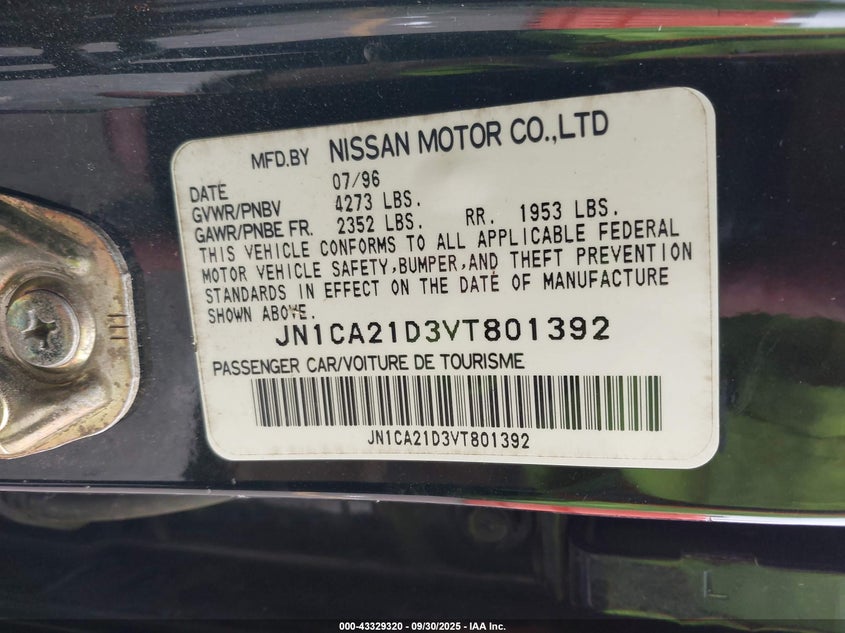 MFD.BY NISSAN MOTOR CO.,LTD
DATE 07/96
GVWR/PNBV 4273 LBS.
GAWR/PNBE FR. 2352 LBS. RR. 1953 LBS.
THIS VEHICLE CONFORMS TO ALL APPLICABLE FEDERAL
MOTOR VEHICLE SAFETY,BUMPER,AND THEFT PREVENTION
STANDARDS IN EFFECT ON THE DATE OF MANUFACTURE
SHOWN ABOVE.
JN1CA21D3VT801392
PASSENGER CAR/VOITURE DE TOURISME
JN1CA21D3VT801392
L
000-43329320 - 09/30/2025 - IAA Inc.